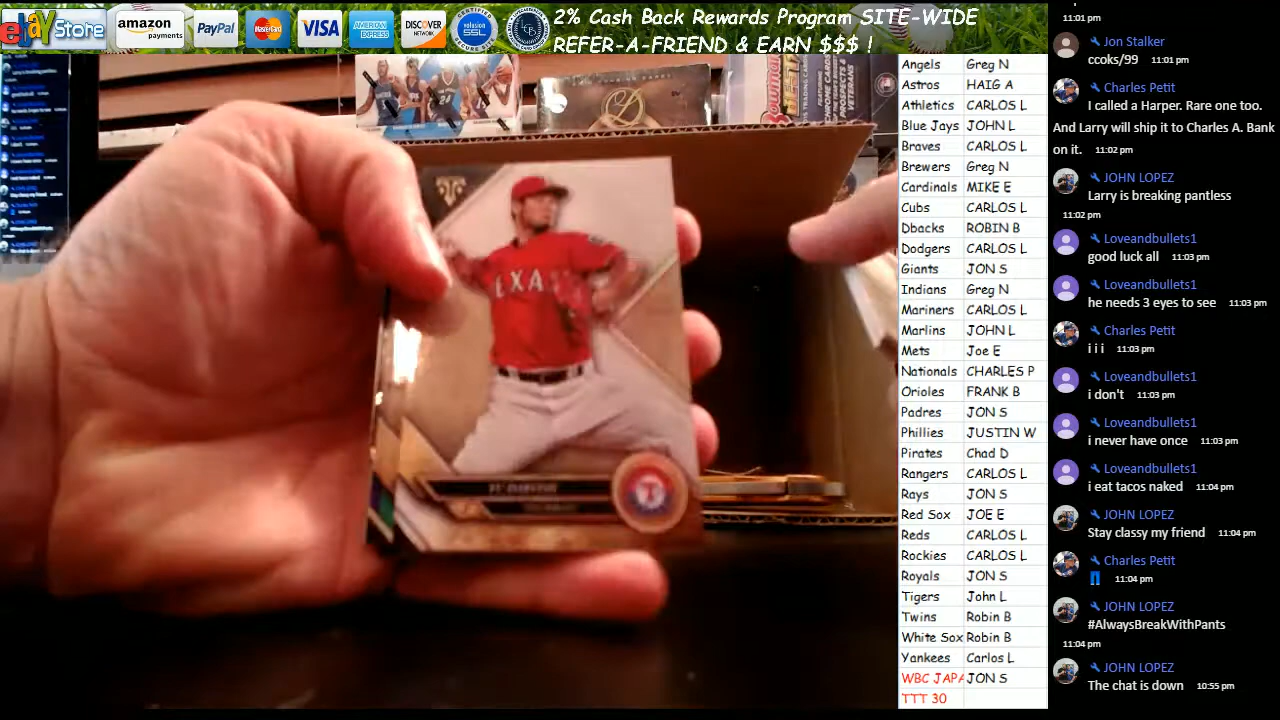 ebay Store
amazon
payments
PayPal
MasterCard
VISA
AMERICAN EXPRESS
DISCOVER
NETWORK
2% Cash Back Rewards Program SITE-WIDE
REFER-A-FRIEND & EARN $$$ !
24
TEXAS
T
Angels Greg N
Astros HAIG A
Athletics CARLOS L
Blue Jays JOHN L
Braves CARLOS L
Brewers Greg N
Cardinals MIKE E
Cubs CARLOS L
Dbacks ROBIN B
Dodgers CARLOS L
Giants JON S
Indians Greg N
Mariners CARLOS L
Marlins JOHN L
Mets Joe E
Nationals CHARLES P
Orioles FRANK B
Padres JON S
Phillies JUSTIN W
Pirates Chad D
Rangers CARLOS L
Rays JON S
Red Sox JOE E
Reds CARLOS L
Rockies CARLOS L
Royals JON S
Tigers John L
Twins Robin B
White Sox Robin B
Yankees Carlos L
WBC JAPA JON S
TTT 30
11:01 pm
Jon Stalker
ccoks/99 11:01 pm
Charles Petit
I called a Harper. Rare one too.
And Larry will ship it to Charles A. Bank
on it. 11:02 pm
JOHN LOPEZ
Larry is breaking pantless
11:02 pm
Loveandbullets1
good luck all 11:03 pm
Loveandbullets1
he needs 3 eyes to see 11:03 pm
Charles Petit
i i i 11:03 pm
Loveandbullets1
i don't 11:03 pm
Loveandbullets1
i never have once 11:03 pm
Loveandbullets1
i eat tacos naked 11:04 pm
JOHN LOPEZ
Stay classy my friend 11:04 pm
Charles Petit
11:04 pm
JOHN LOPEZ
#AlwaysBreakWithPants
11:04 pm
JOHN LOPEZ
The chat is down 10:55 pm